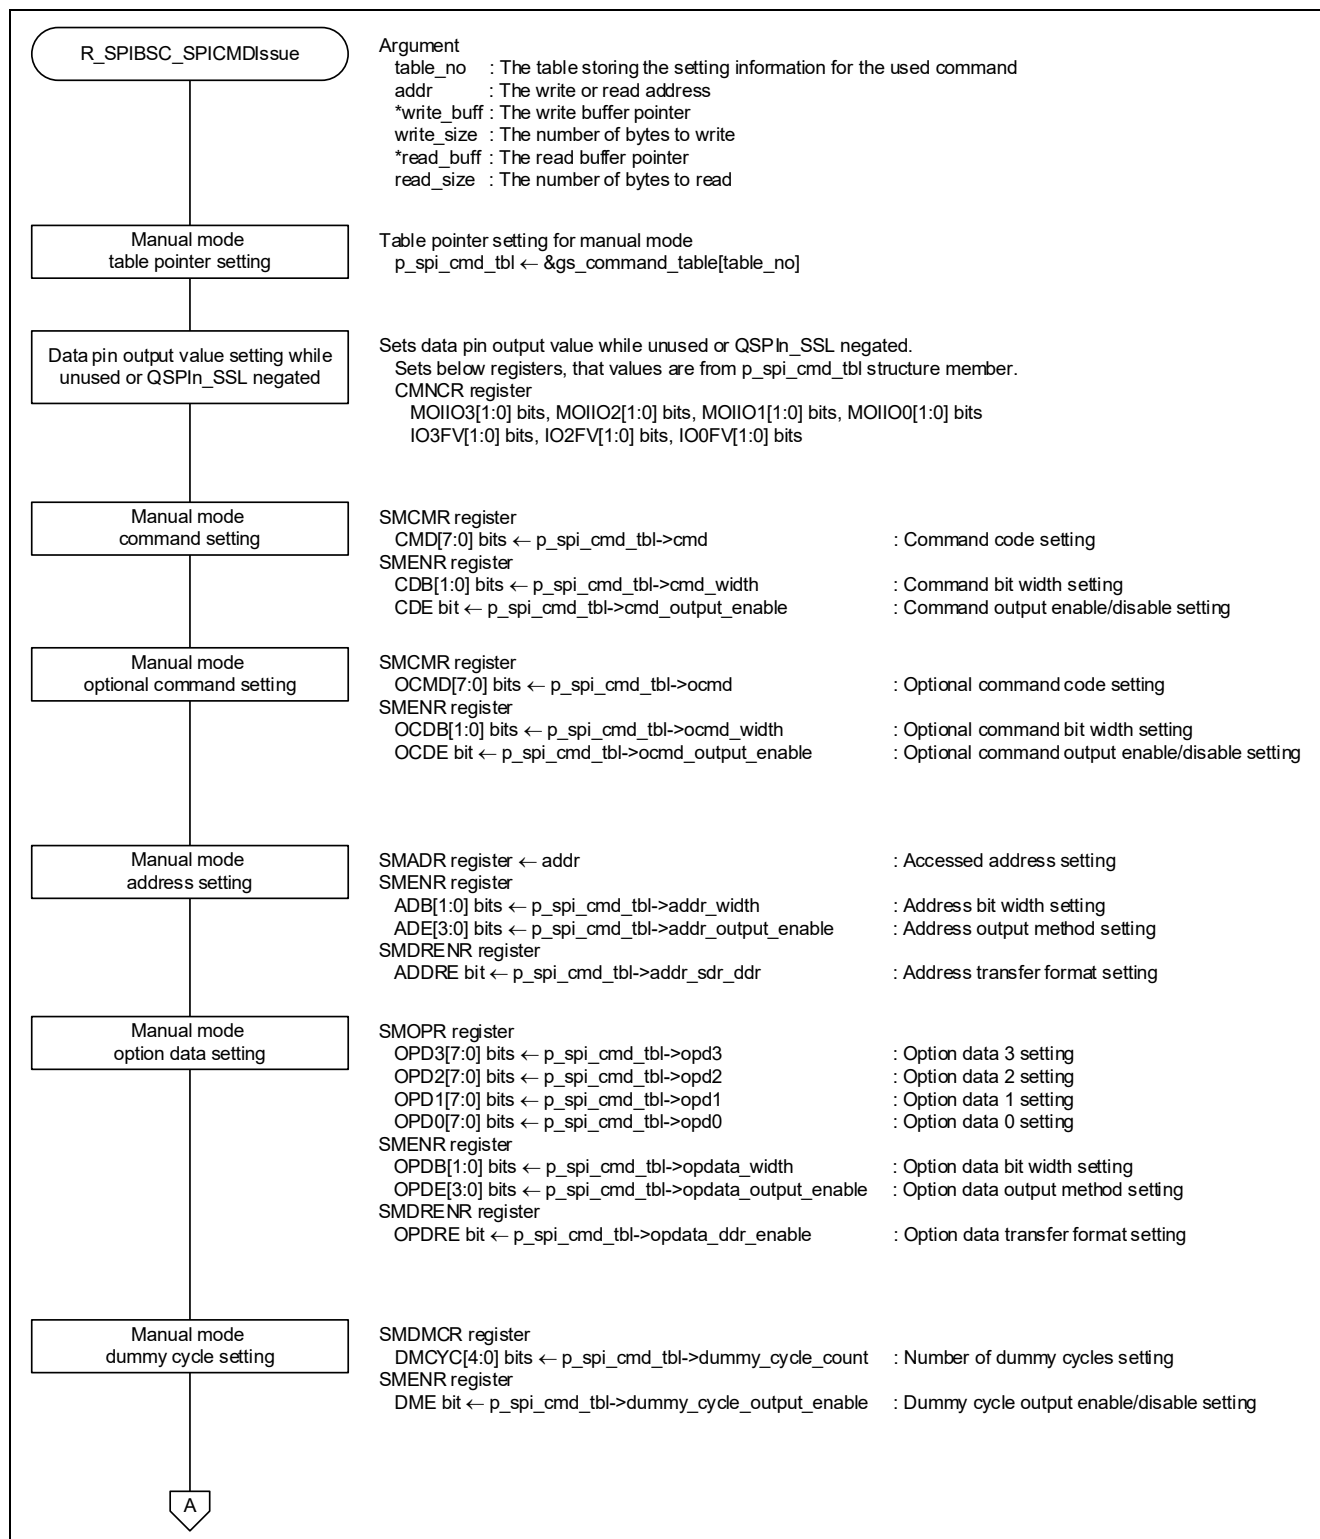 R_SPIBSC_SPICMDIssue
Argument
table_no : The table storing the setting information for the used command
addr : The write or read address
*write_buff : The write buffer pointer
write_size : The number of bytes to write
*read_buff : The read buffer pointer
read_size : The number of bytes to read
Manual mode
table pointer setting
Table pointer setting for manual mode
p_spi_cmd_tbl ← &gs_command_table[table_no]
Data pin output value setting while
unused or QSPIn_SSL negated
Sets data pin output value while unused or QSPIn_SSL negated.
Sets below registers, that values are from p_spi_cmd_tbl structure member.
CMNCR register
MOIIO3[1:0] bits, MOIIO2[1:0] bits, MOIIO1[1:0] bits, MOIIO0[1:0] bits
IO3FV[1:0] bits, IO2FV[1:0] bits, IO0FV[1:0] bits
Manual mode
command setting
SMCMR register
CMD[7:0] bits ← p_spi_cmd_tbl->cmd : Command code setting
SMENR register
CDB[1:0] bits ← p_spi_cmd_tbl->cmd_width : Command bit width setting
CDE bit ← p_spi_cmd_tbl->cmd_output_enable : Command output enable/disable setting
Manual mode
optional command setting
SMCMR register
OCMD[7:0] bits ← p_spi_cmd_tbl->ocmd : Optional command code setting
SMENR register
OCDB[1:0] bits ← p_spi_cmd_tbl->ocmd_width : Optional command bit width setting
OCDE bit ← p_spi_cmd_tbl->ocmd_output_enable : Optional command output enable/disable setting
Manual mode
address setting
SMADR register ← addr : Accessed address setting
SMENR register
ADB[1:0] bits ← p_spi_cmd_tbl->addr_width : Address bit width setting
ADE[3:0] bits ← p_spi_cmd_tbl->addr_output_enable : Address output method setting
SMDRENR register
ADDRE bit ← p_spi_cmd_tbl->addr_sdr_ddr : Address transfer format setting
Manual mode
option data setting
SMOPR register
OPD3[7:0] bits ← p_spi_cmd_tbl->opd3 : Option data 3 setting
OPD2[7:0] bits ← p_spi_cmd_tbl->opd2 : Option data 2 setting
OPD1[7:0] bits ← p_spi_cmd_tbl->opd1 : Option data 1 setting
OPD0[7:0] bits ← p_spi_cmd_tbl->opd0 : Option data 0 setting
SMENR register
OPDB[1:0] bits ← p_spi_cmd_tbl->opdata_width : Option data bit width setting
OPDE[3:0] bits ← p_spi_cmd_tbl->opdata_output_enable : Option data output method setting
SMDRENR register
OPDRE bit ← p_spi_cmd_tbl->opdata_ddr_enable : Option data transfer format setting
Manual mode
dummy cycle setting
SMDMCR register
DMCYC[4:0] bits ← p_spi_cmd_tbl->dummy_cycle_count : Number of dummy cycles setting
SMENR register
DME bit ← p_spi_cmd_tbl->dummy_cycle_output_enable : Dummy cycle output enable/disable setting
A